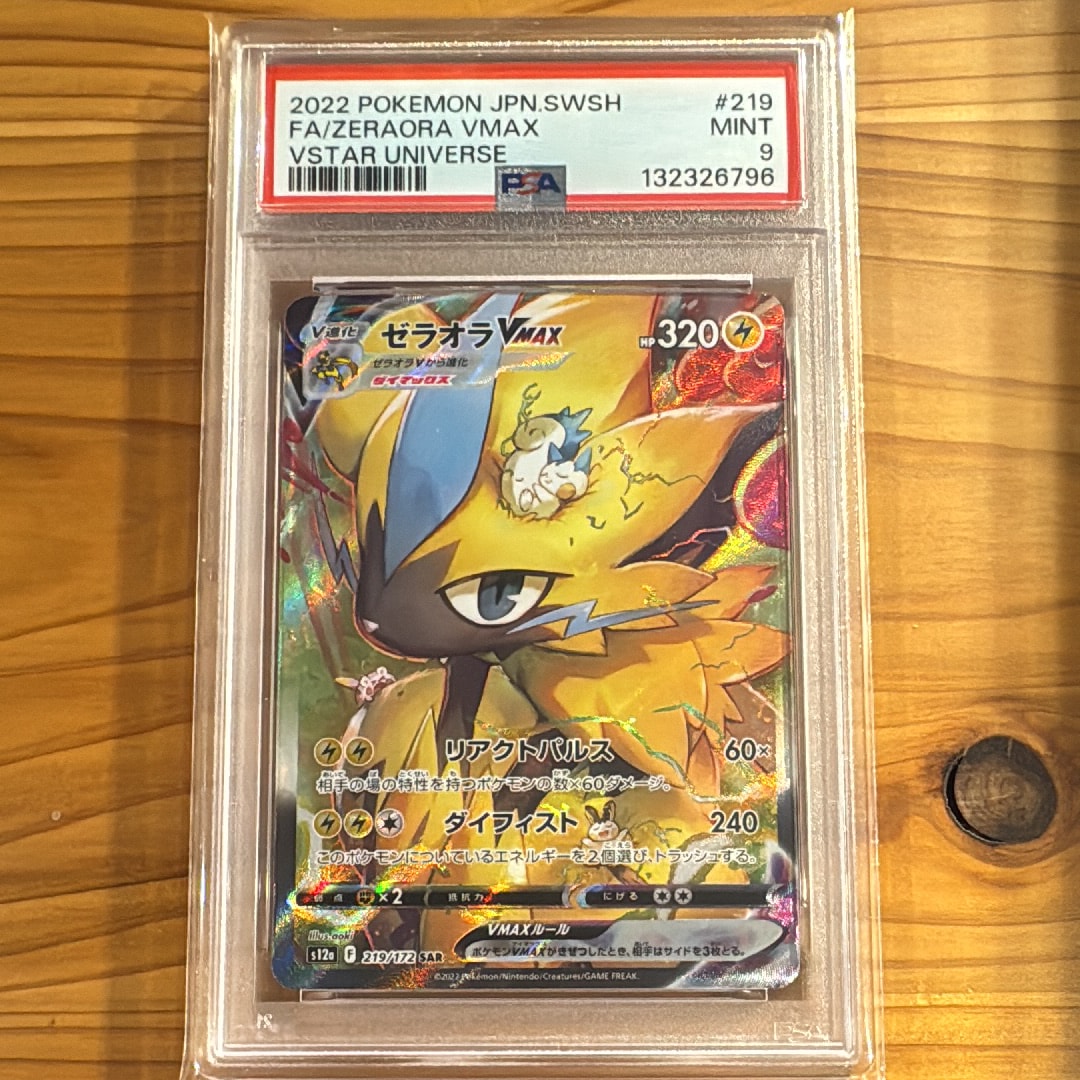 2022 POKEMON JPN.SWSH #219
FA/ZERAORA VMAX MINT
VSTAR UNIVERSE 9
PSA 132326796
V進化 ゼラオラVMAX HP 320
ゼラオラVから進化
ダイマックス
リアクトパルス 60×
相手の場の特性を持つポケモンの数×60ダメージ。
ダイフィスト 240
このポケモンについているエネルギーを2個選び、トラッシュする。
弱点 ×2 抵抗力 にげる
Illus.aoki
VMAXルール
ポケモンVMAXがきぜつしたとき、相手はサイドを3枚とる。
s12a F 219/172 SAR
©2022 Pokémon/Nintendo/Creatures/GAME FREAK.